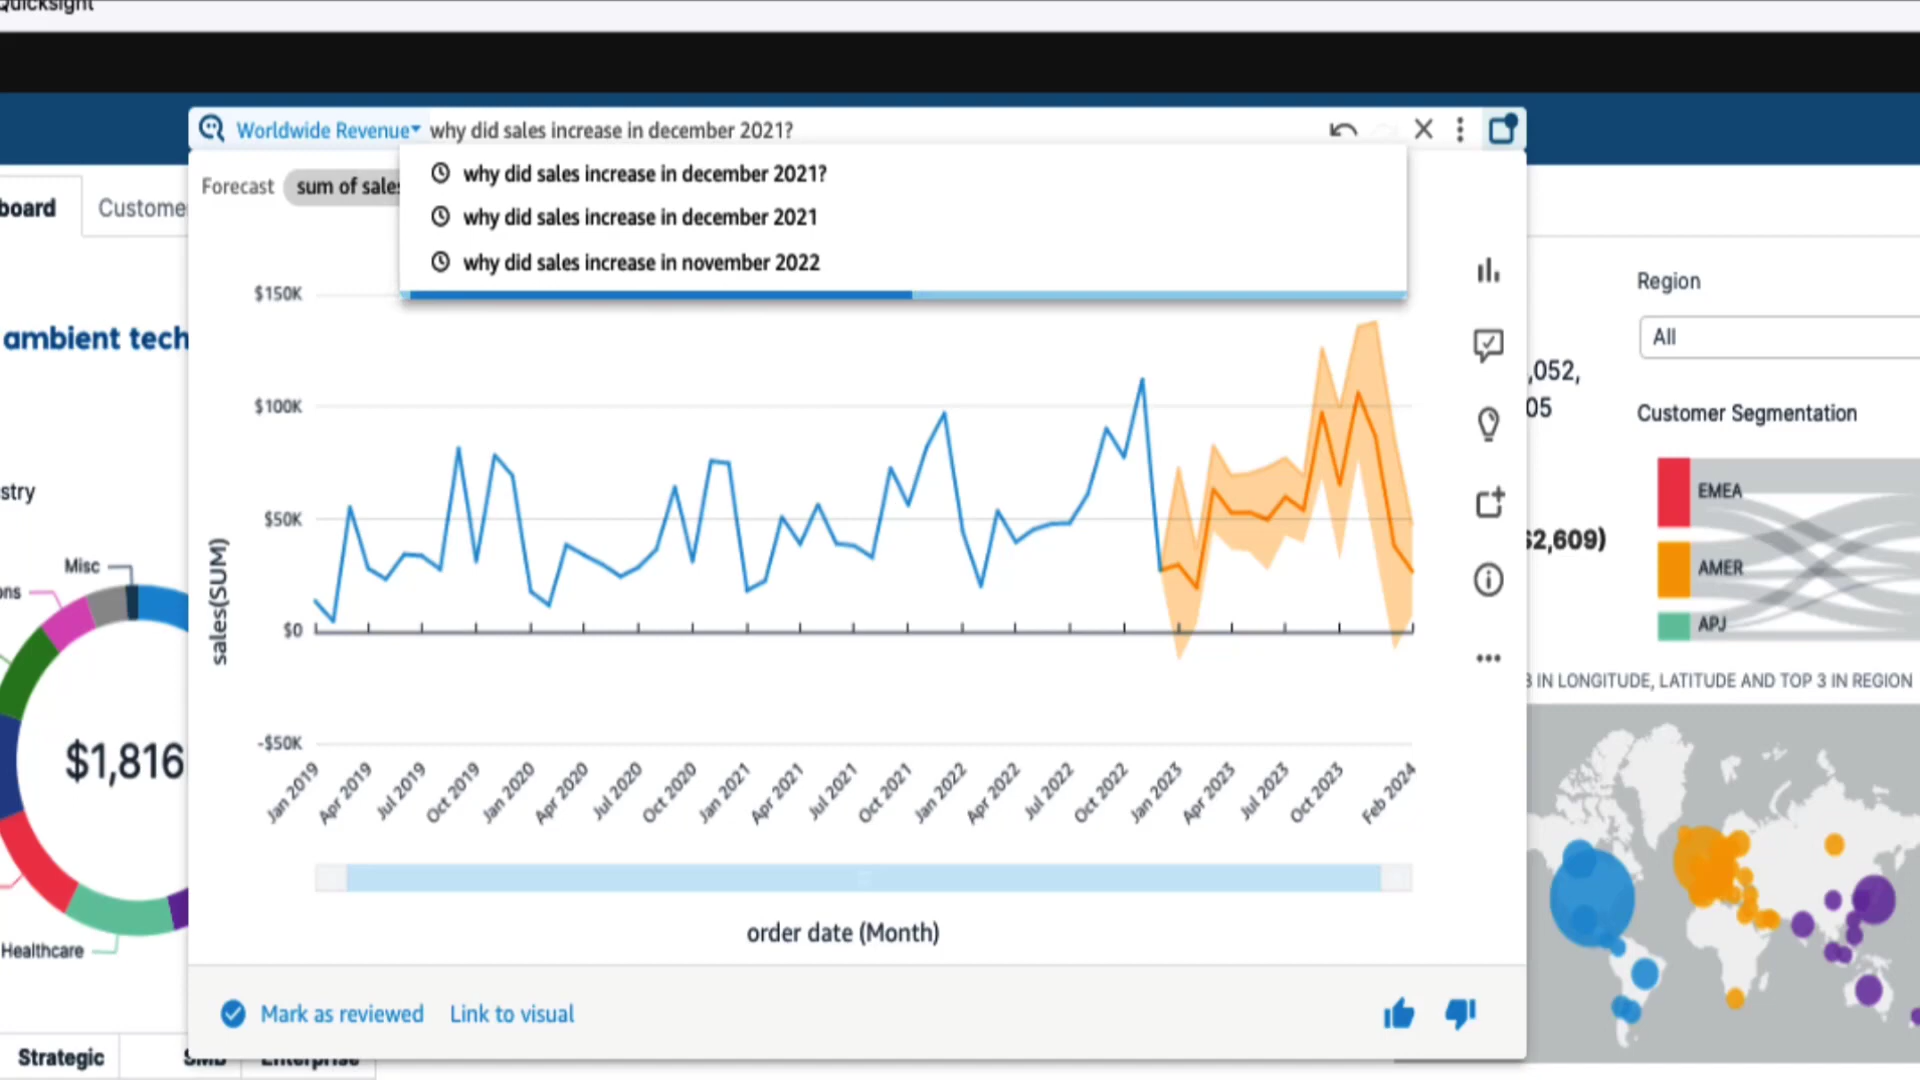 Quicksight
Worldwide Revenue
why did sales increase in december 2021?
why did sales increase in december 2021?
why did sales increase in december 2021
why did sales increase in november 2022
Forecast
sum of sales
board
Custome
ambient tech
stry
Misc
ons
$1,816
Healthcare
Strategic
SMB
Enterprise
$150K
$100K
$50K
$0
-$50K
sales(SUM)
Jan 2019
Apr 2019
Jul 2019
Oct 2019
Jan 2020
Apr 2020
Jul 2020
Oct 2020
Jan 2021
Apr 2021
Jul 2021
Oct 2021
Jan 2022
Apr 2022
Jul 2022
Oct 2022
Jan 2023
Apr 2023
Jul 2023
Oct 2023
Feb 2024
order date (Month)
Mark as reviewed
Link to visual
Region
All
,052,
05
Customer Segmentation
EMEA
AMER
APJ
$2,609)
3 IN LONGITUDE, LATITUDE AND TOP 3 IN REGION